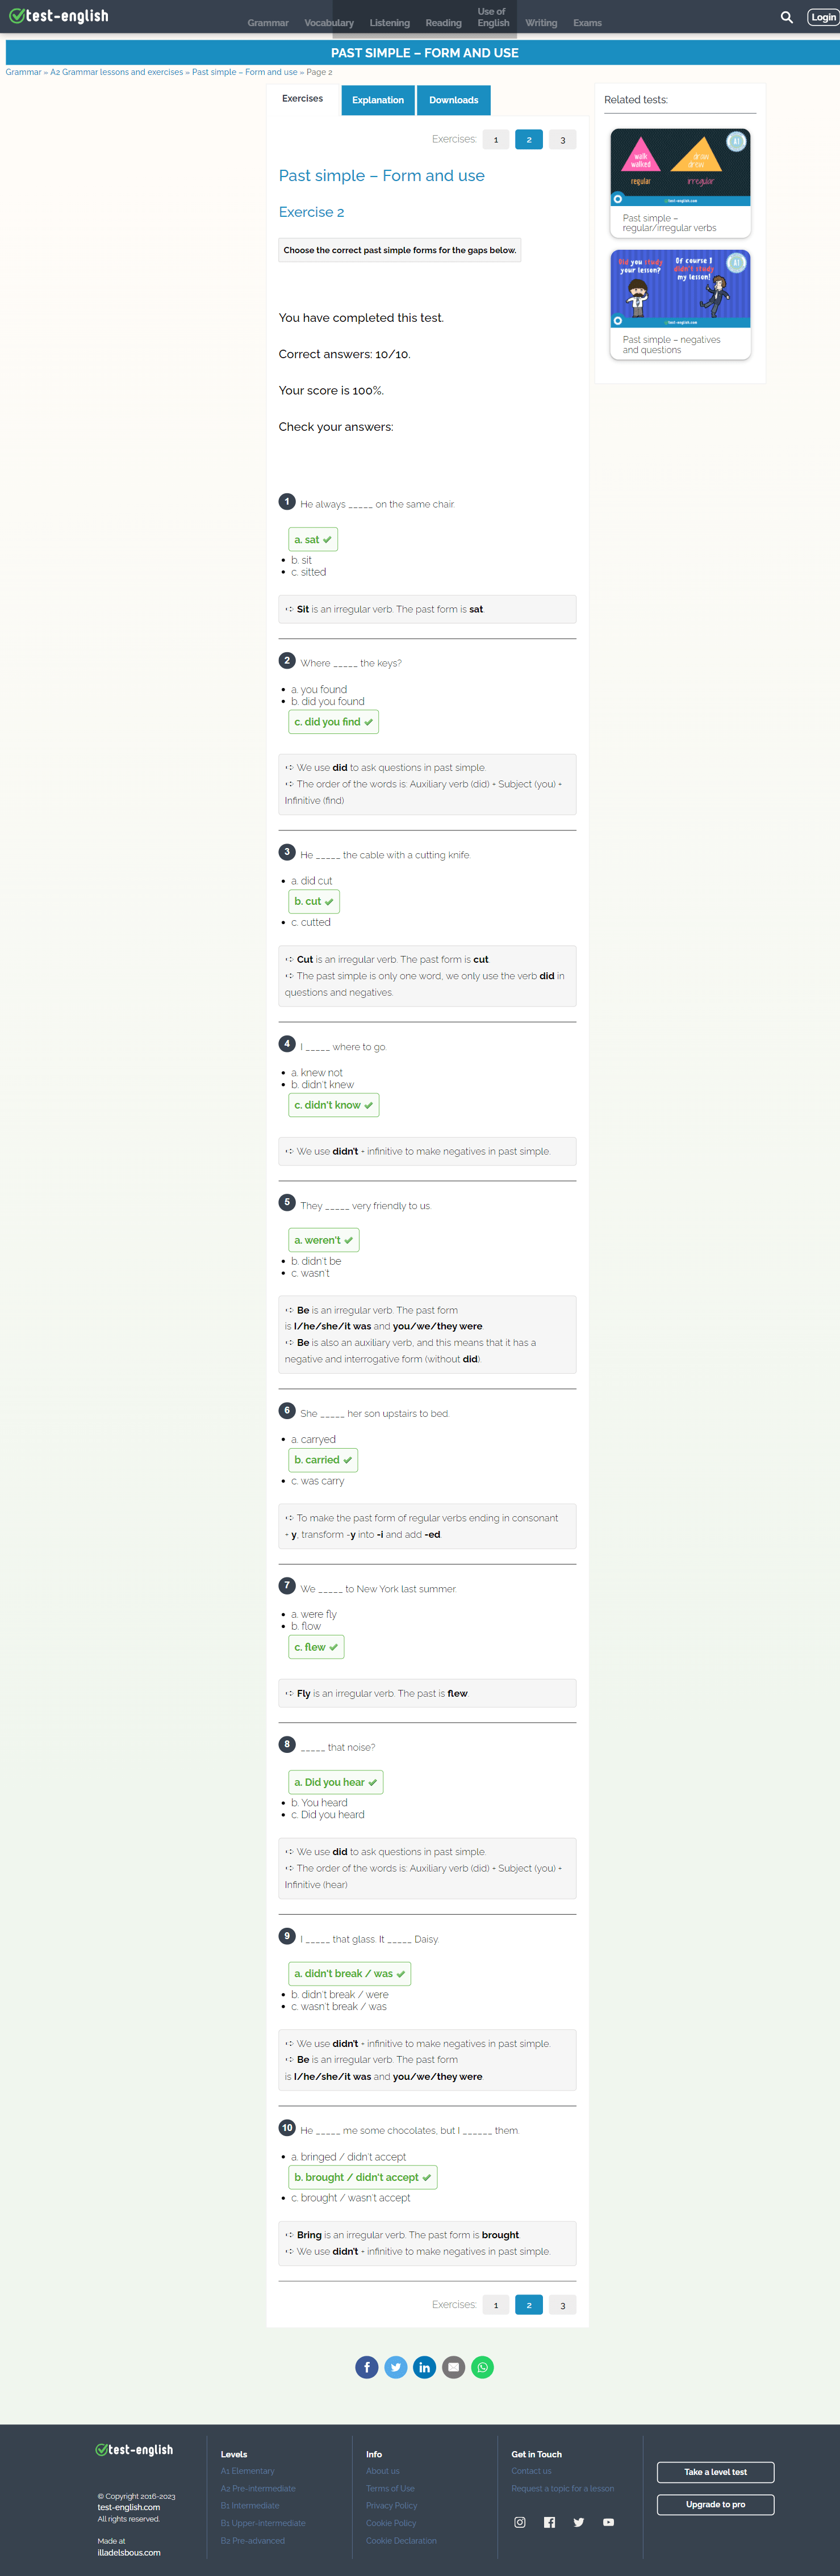 test-english
Grammar Vocabulary Listening Reading Use of English Writing Exams
Login
PAST SIMPLE – FORM AND USE
Grammar » A2 Grammar lessons and exercises » Past simple – Form and use » Page 2
Exercises Explanation Downloads
Exercises: 1 2 3
Past simple – Form and use
Exercise 2
Choose the correct past simple forms for the gaps below.
You have completed this test.
Correct answers: 10/10.
Your score is 100%.
Check your answers:
1 He always _____ on the same chair.
a. sat
b. sit
c. sitted
➪ Sit is an irregular verb. The past form is sat
2 Where _____ the keys?
a. you found
b. did you found
c. did you find
➪ We use did to ask questions in past simple.
➪ The order of the words is: Auxiliary verb (did) + Subject (you) +
Infinitive (find)
3 He _____ the cable with a cutting knife.
a. did cut
b. cut
c. cutted
➪ Cut is an irregular verb. The past form is cut
➪ The past simple is only one word, we only use the verb did in
questions and negatives.
4 I _____ where to go.
a. knew not
b. didn't knew
c. didn't know
➪ We use didn't + infinitive to make negatives in past simple.
5 They _____ very friendly to us.
a. weren't
b. didn't be
c. wasn't
➪ Be is an irregular verb. The past form
is I/he/she/it was and you/we/they were
➪ Be is also an auxiliary verb, and this means that it has a
negative and interrogative form (without did).
6 She _____ her son upstairs to bed.
a. carryed
b. carried
c. was carry
➪ To make the past form of regular verbs ending in consonant
+ y, transform -y into -i and add -ed.
7 We _____ to New York last summer.
a. were fly
b. flow
c. flew
➪ Fly is an irregular verb. The past is flew.
8 _____ that noise?
a. Did you hear
b. You heard
c. Did you heard
➪ We use did to ask questions in past simple.
➪ The order of the words is: Auxiliary verb (did) + Subject (you) +
Infinitive (hear)
9 I _____ that glass. It _____ Daisy.
a. didn't break / was
b. didn't break / were
c. wasn't break / was
➪ We use didn't + infinitive to make negatives in past simple.
➪ Be is an irregular verb. The past form
is I/he/she/it was and you/we/they were.
10 He _____ me some chocolates, but I ______ them.
a. bringed / didn't accept
b. brought / didn't accept
c. brought / wasn't accept
➪ Bring is an irregular verb. The past form is brought
➪ We use didn't + infinitive to make negatives in past simple.
Exercises: 1 2 3
Related tests:
A1
walk
walked
draw
drew
regular irregular
test-english.com
Past simple –
regular/irregular verbs
Did you study
your lesson?
Of course I
didn't study
my lesson!
A1
test-english.com
Past simple – negatives
and questions
test-english
© Copyright 2016-2023
test-english.com
All rights reserved.
Made at
illadelsbous.com
Levels
A1 Elementary
A2 Pre-intermediate
B1 Intermediate
B1 Upper-intermediate
B2 Pre-advanced
Info
About us
Terms of Use
Privacy Policy
Cookie Policy
Cookie Declaration
Get in Touch
Contact us
Request a topic for a lesson
Take a level test
Upgrade to pro